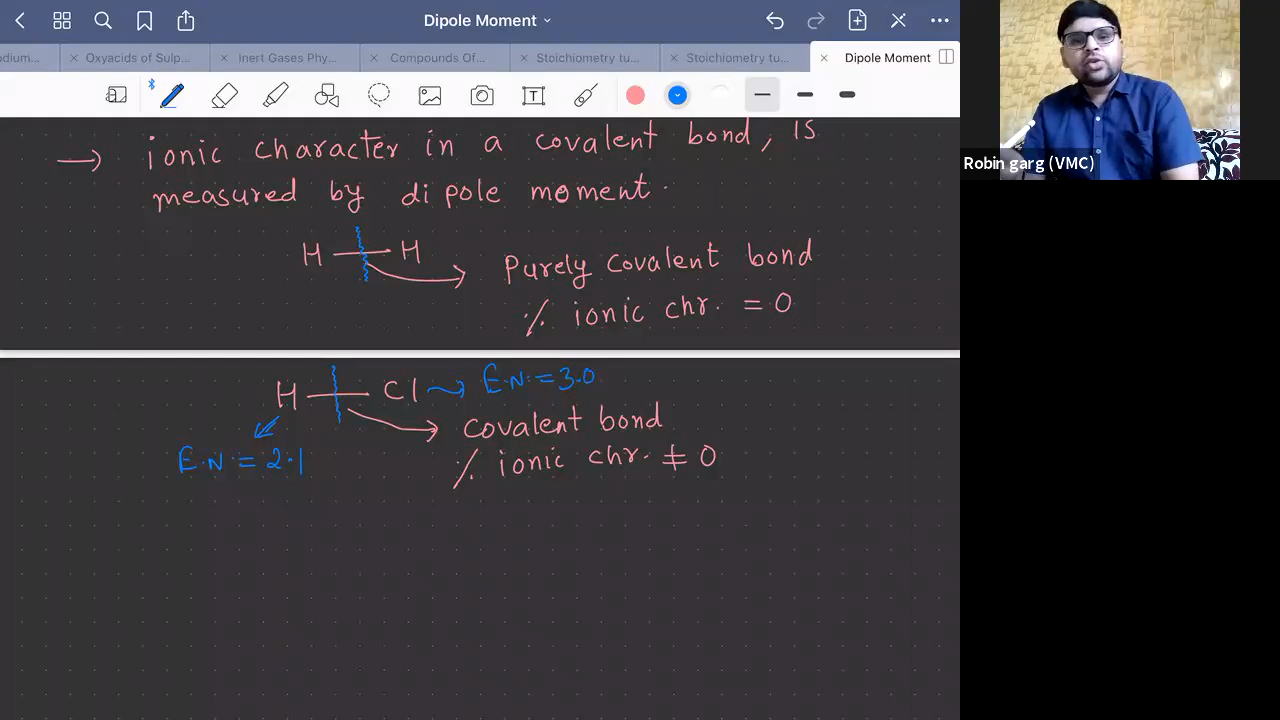 Dipole Moment
odium...
Oxyacids of Sulp...
Inert Gases Phy...
Compounds Of...
Stoichiometry tu...
Stoichiometry tu...
Dipole Moment
T
→ ionic character in a covalent bond, is
measured by dipole moment.
H — H
Purely covalent bond
% ionic chr. = 0
H — Cl → E.N. = 3.0
covalent bond
E.N. = 2.1
% ionic chr. ≠ 0
Robin garg (VMC)